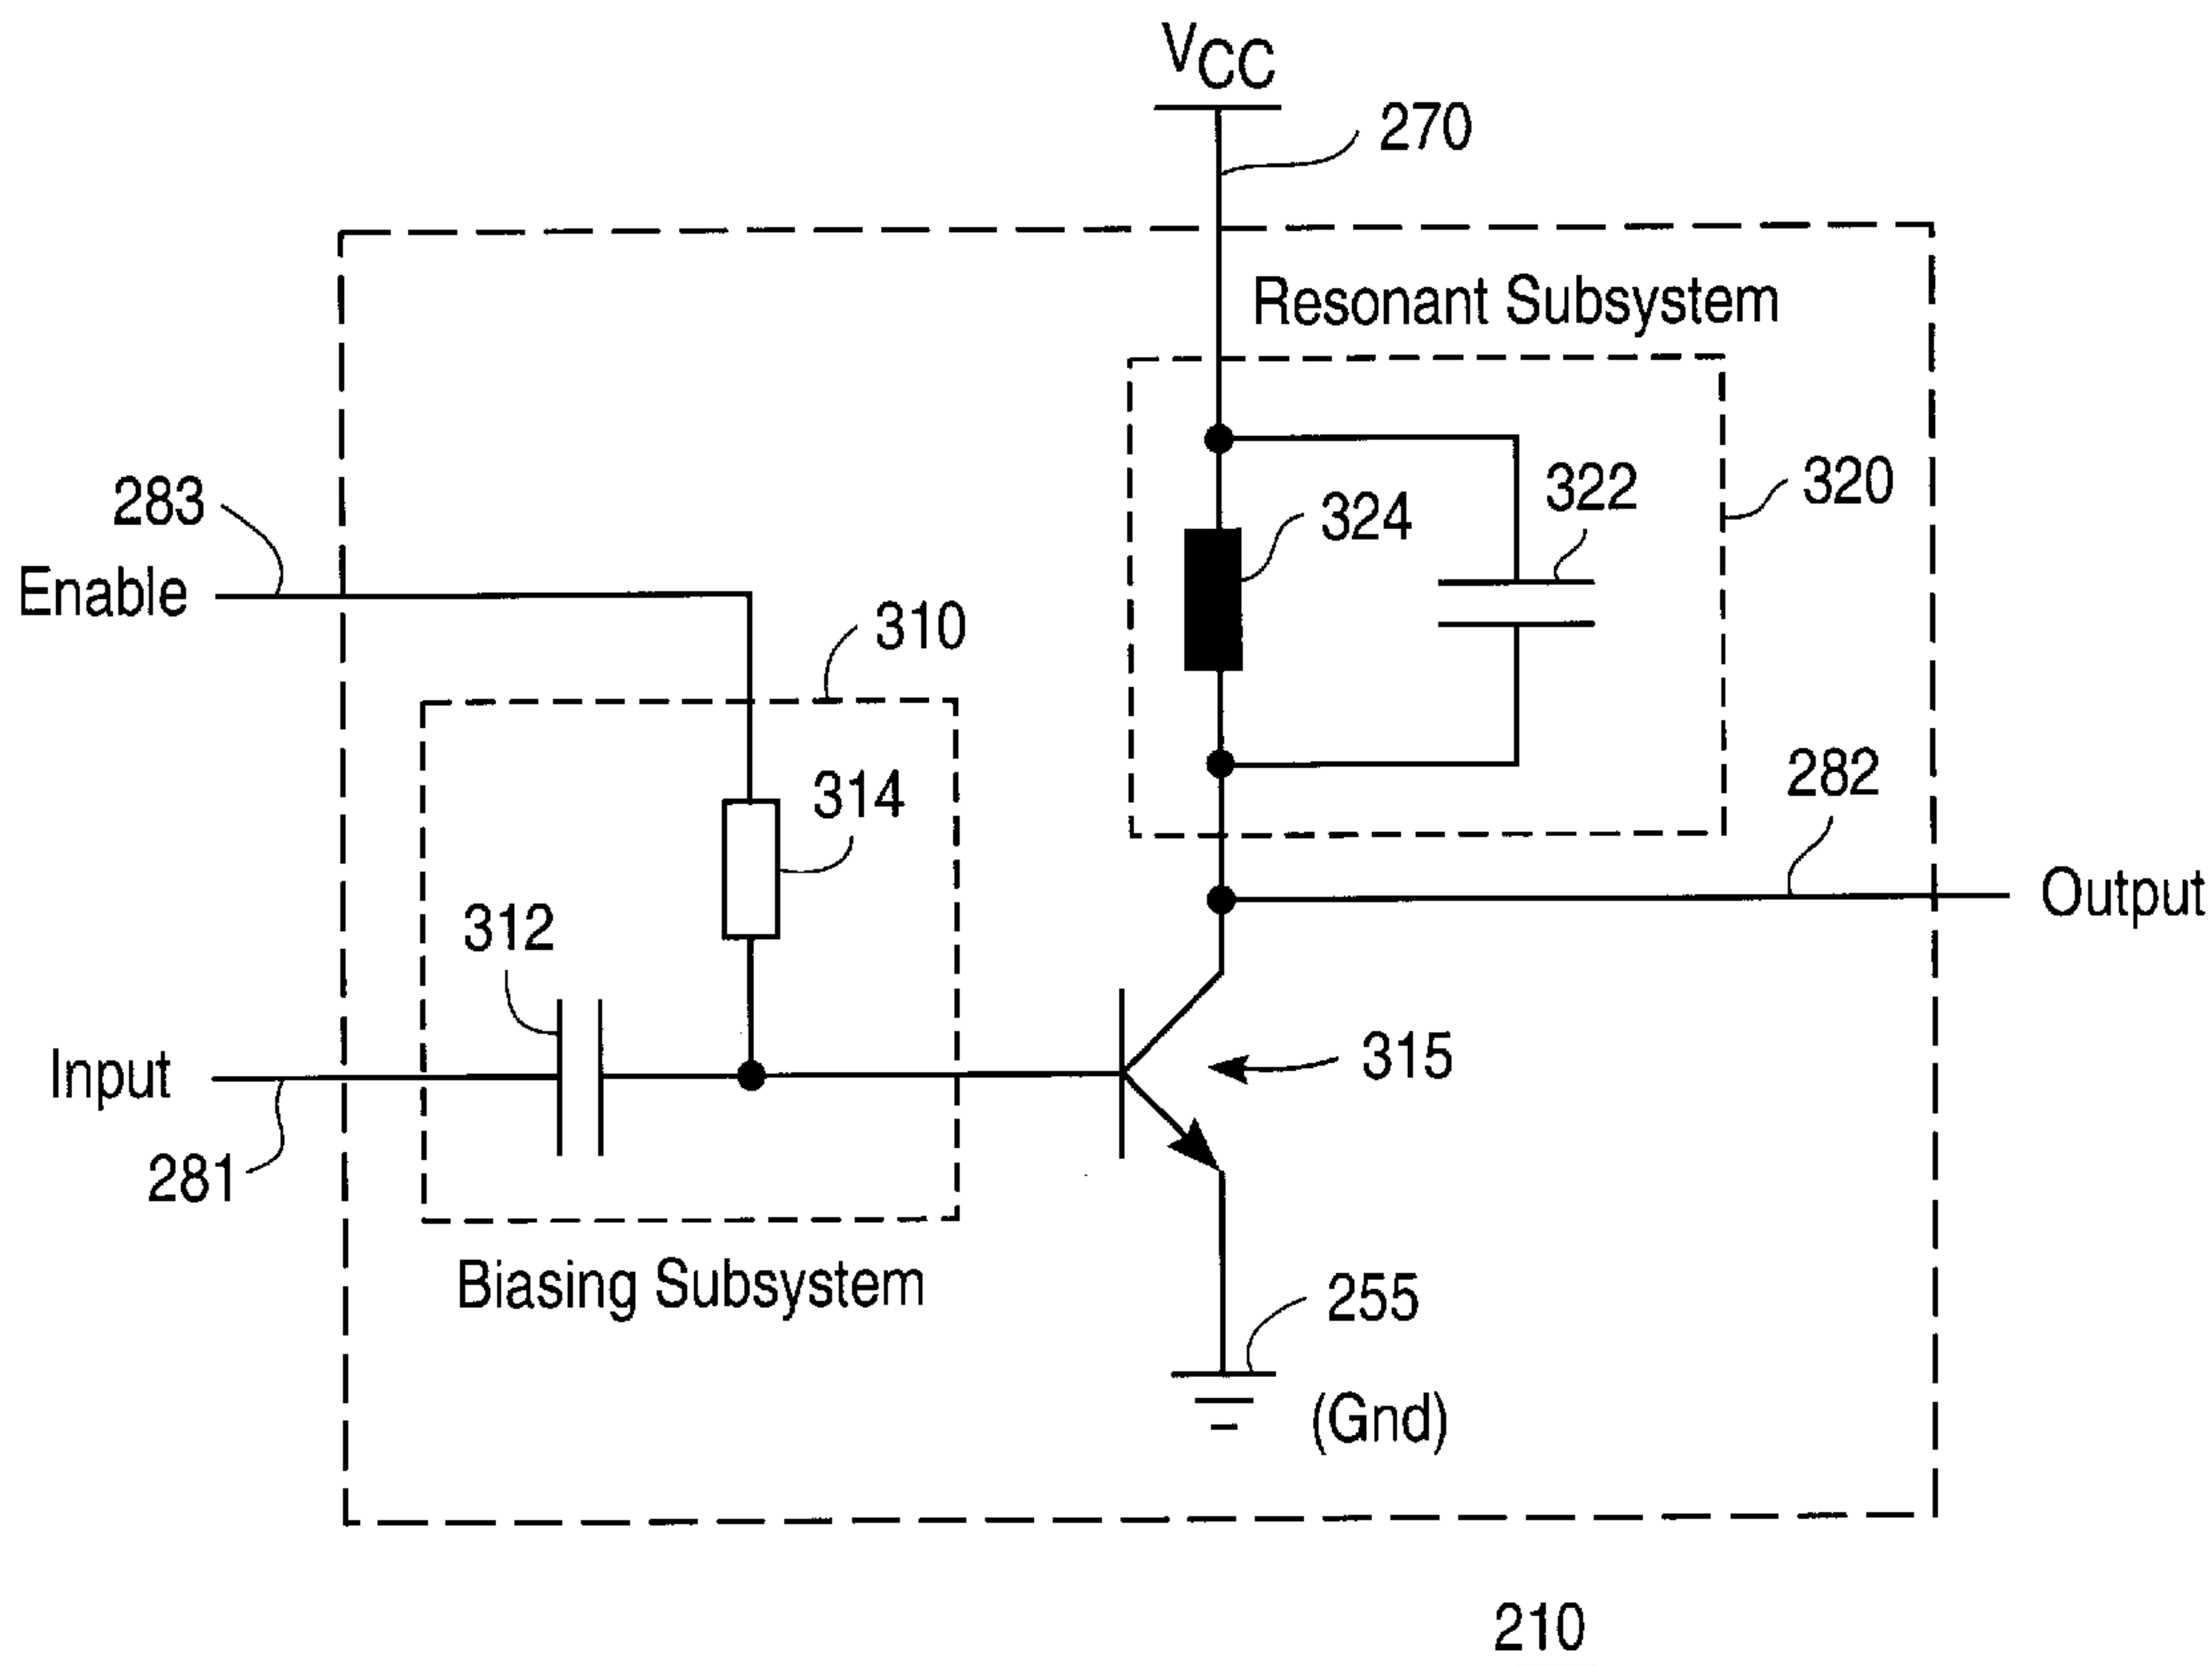 VCC
270
Resonant Subsystem
283
324
322
320
Enable
310
314
282
312
Output
Input
315
281
Biasing Subsystem
255
(Gnd)
210